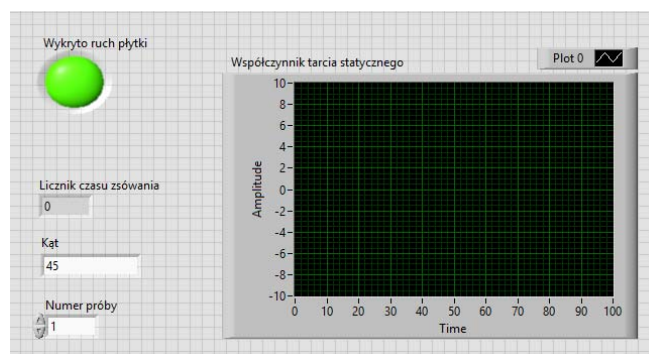 Wykryto ruch płytki
Współczynnik tarcia statycznego
Plot 0
Licznik czasu zsówania
0
Kąt
45
Numer próby
1
Amplitude
10
8
6
4
2
0
-2
-4
-6
-8
-10
0 10 20 30 40 50 60 70 80 90 100
Time